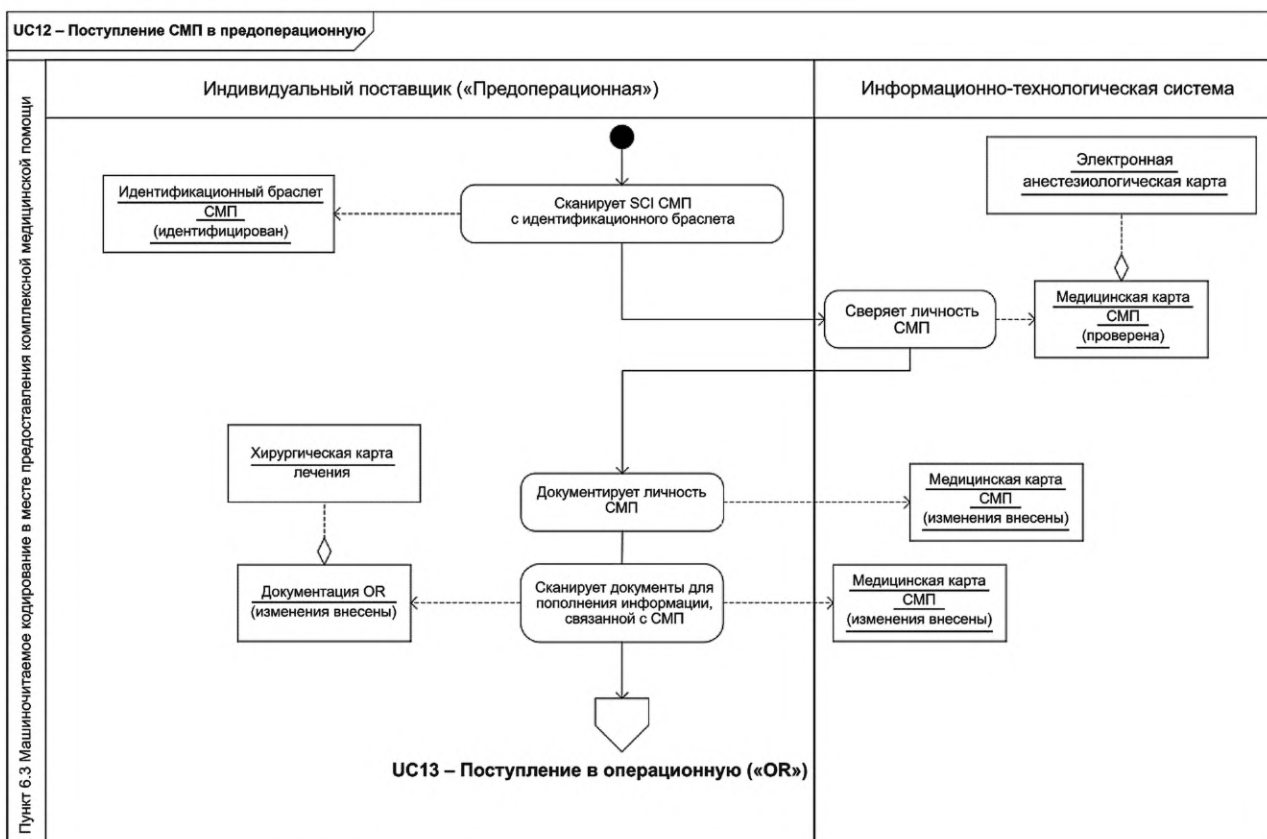 UC12 – Поступление СМП в предоперационную
Пункт 6.3 Машиночитаемое кодирование в месте предоставления комплексной медицинской помощи
Индивидуальный поставщик («Предоперационная»)
Информационно-технологическая система
Идентификационный браслет
СМП
(идентифицирован)
Сканирует SCI СМП
с идентификационного браслета
Электронная
анестезиологическая карта
Сверяет личность
СМП
Медицинская карта
СМП
(проверена)
Хирургическая карта
лечения
Документирует личность
СМП
Медицинская карта
СМП
(изменения внесены)
Документация OR
(изменения внесены)
Сканирует документы для
пополнения информации,
связанной с СМП
Медицинская карта
СМП
(изменения внесены)
UC13 – Поступление в операционную («OR»)